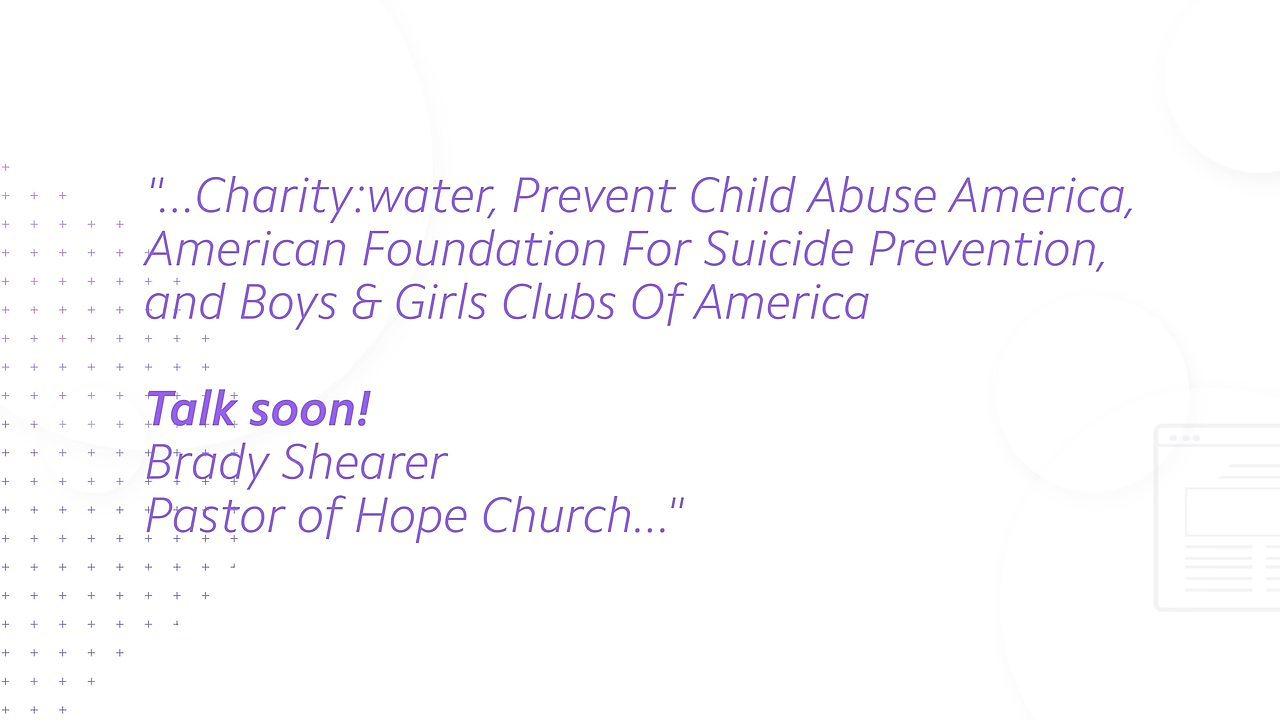 "...Charity:water, Prevent Child Abuse America,
American Foundation For Suicide Prevention,
and Boys & Girls Clubs Of America
Talk soon!
Brady Shearer
Pastor of Hope Church..."